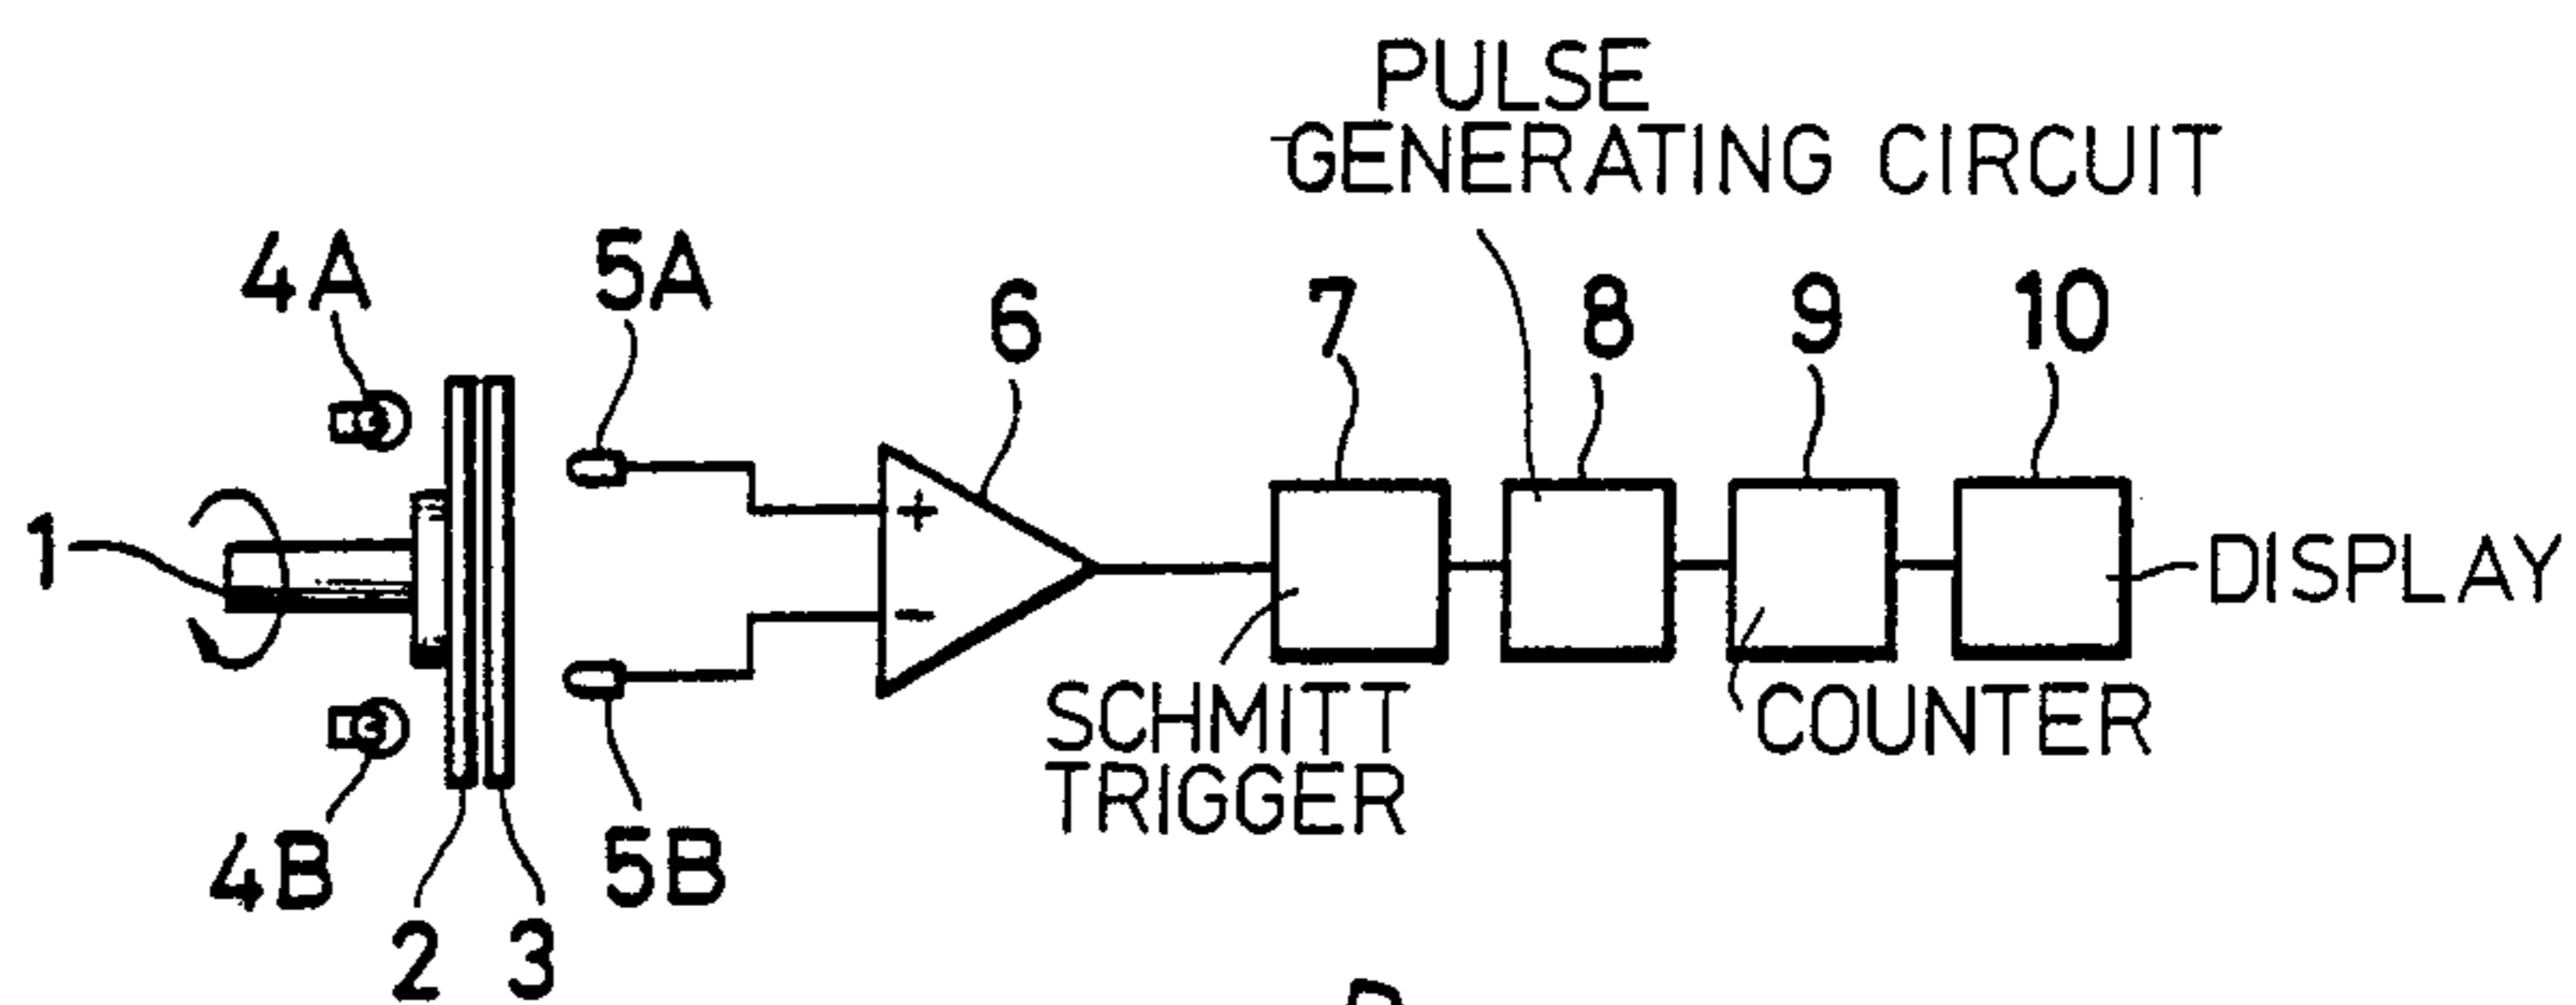 PULSE
GENERATING CIRCUIT
4A
5A
6
7
8
9
10
+
1
DISPLAY
-
SCHMITT
TRIGGER
COUNTER
4B
5B
2
3